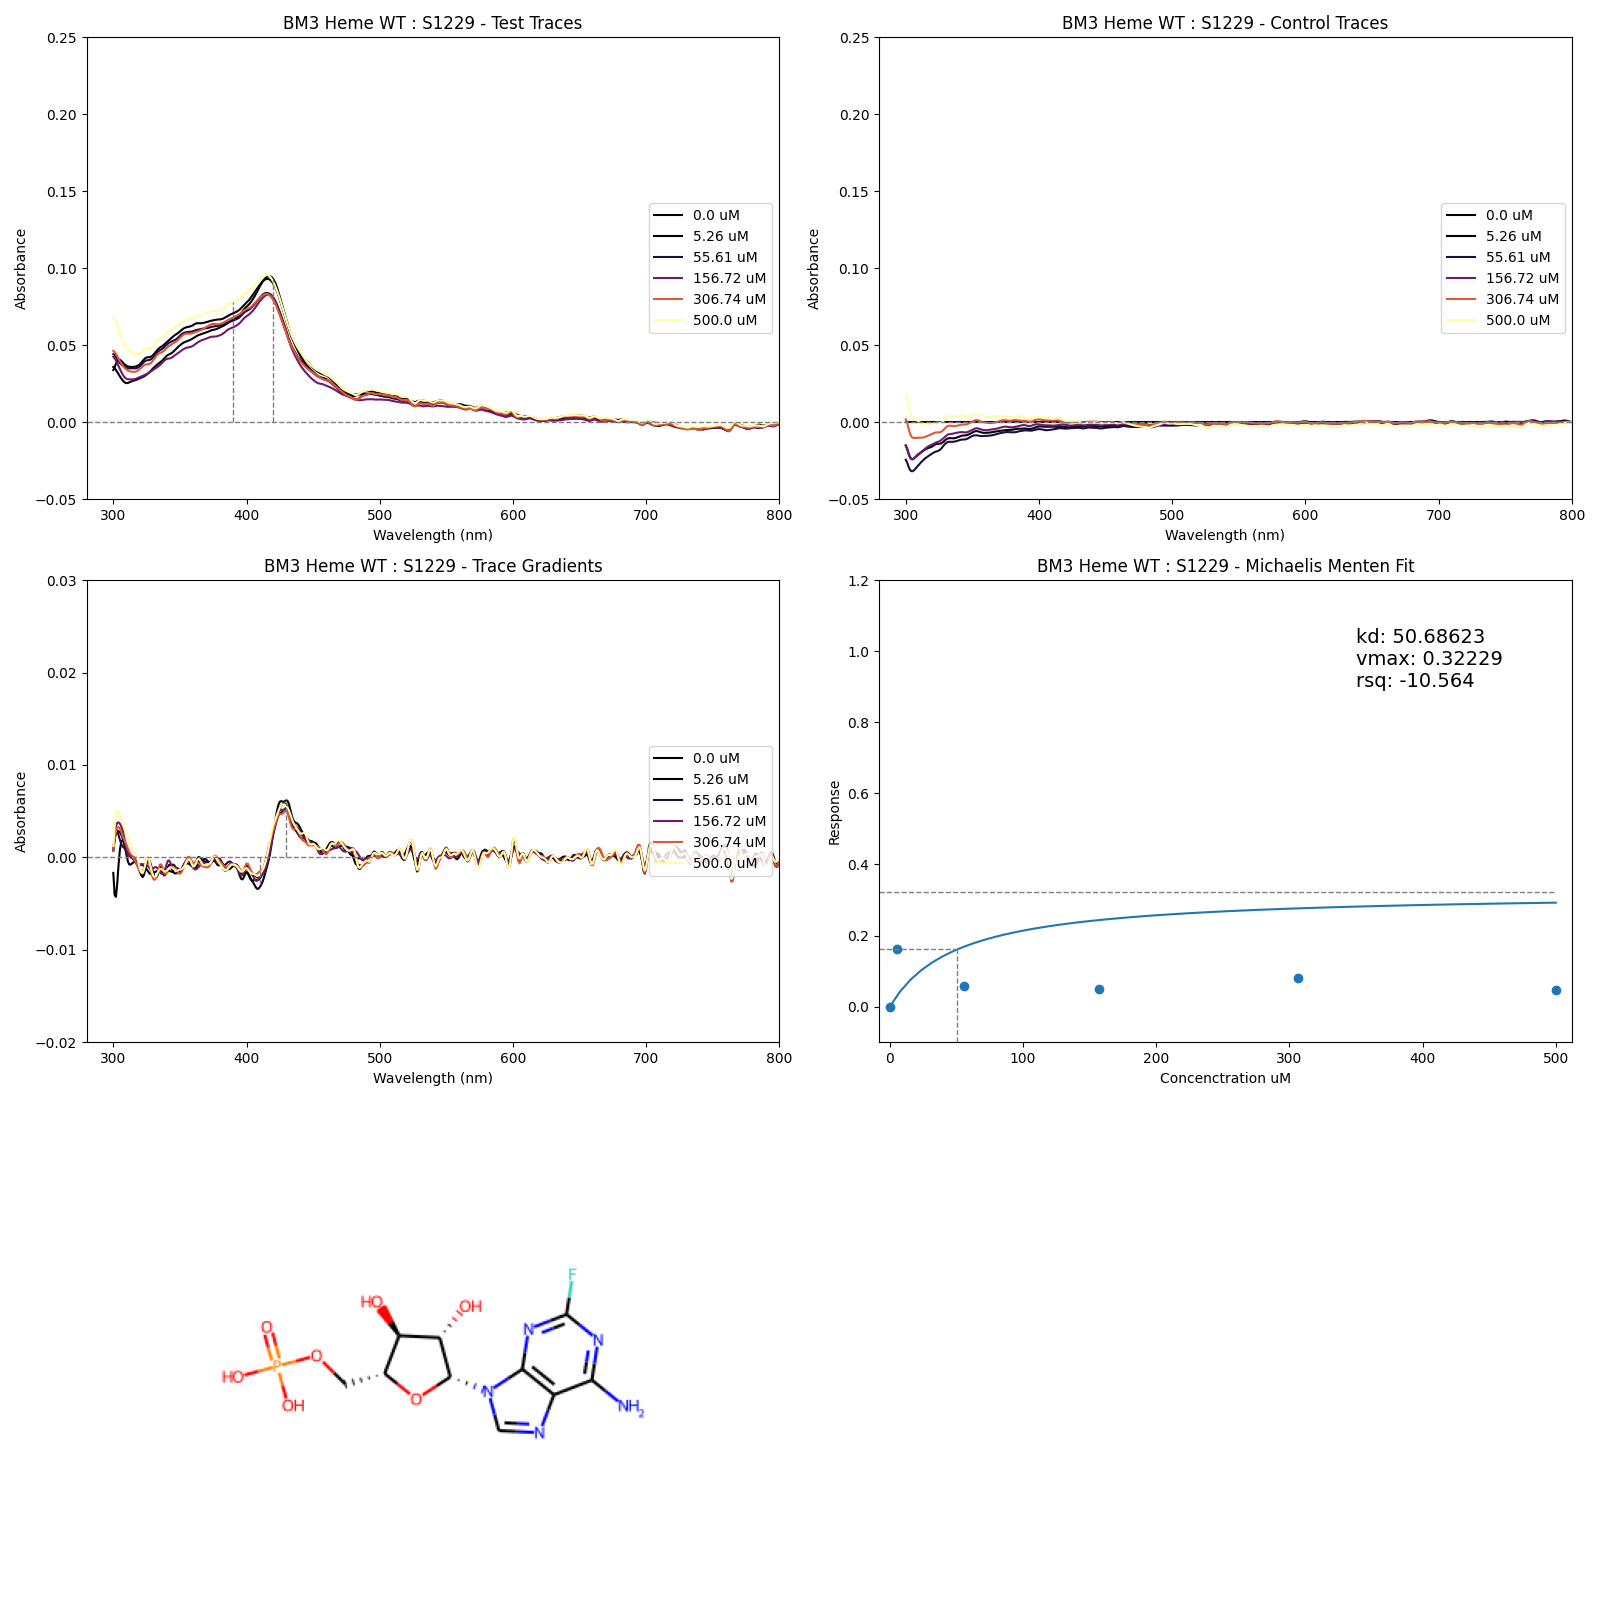 BM3 Heme WT : S1229 - Test Traces
0.25
0.20
0.15
0.10
0.05
0.00
−0.05
Absorbance
300
400
500
600
700
800
Wavelength (nm)
0.0 uM
5.26 uM
55.61 uM
156.72 uM
306.74 uM
500.0 uM
BM3 Heme WT : S1229 - Control Traces
0.25
0.20
0.15
0.10
0.05
0.00
−0.05
Absorbance
300
400
500
600
700
800
Wavelength (nm)
0.0 uM
5.26 uM
55.61 uM
156.72 uM
306.74 uM
500.0 uM
BM3 Heme WT : S1229 - Trace Gradients
0.03
0.02
0.01
0.00
−0.01
−0.02
Absorbance
300
400
500
600
700
800
Wavelength (nm)
0.0 uM
5.26 uM
55.61 uM
156.72 uM
306.74 uM
500.0 uM
BM3 Heme WT : S1229 - Michaelis Menten Fit
1.2
1.0
0.8
0.6
0.4
0.2
0.0
Response
kd: 50.68623
vmax: 0.32229
rsq: -10.564
0
100
200
300
400
500
Concenctration uM
F
HO
OH
N
N
O
O
P
HO
OH
O
N
N
NH2